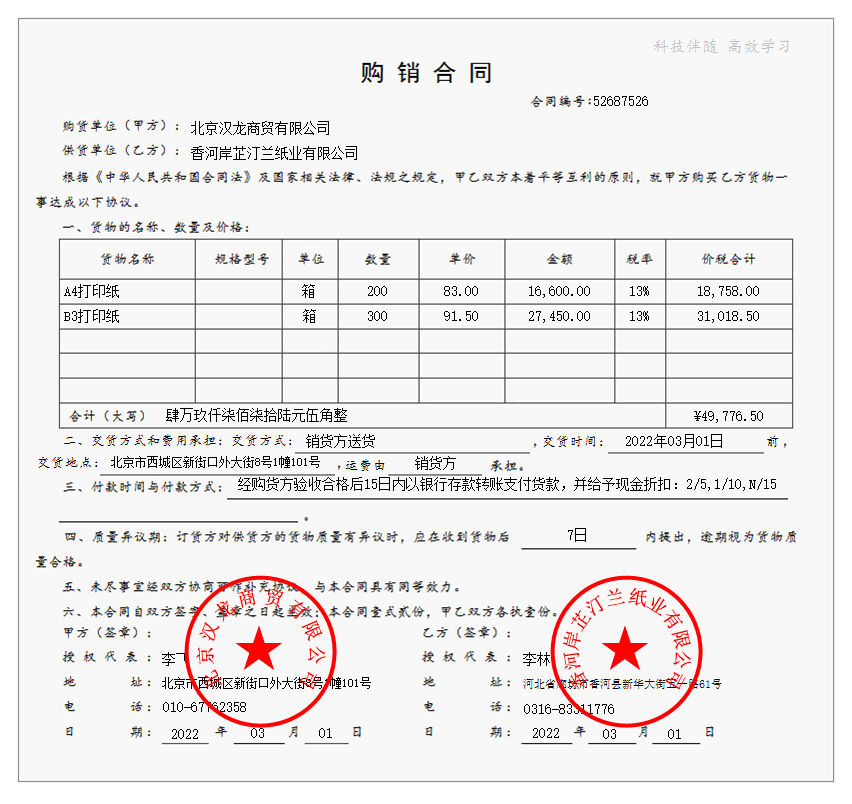 科技伴随 高效学习
购销合同
合同编号:52687526
购货单位（甲方）：北京汉龙商贸有限公司
供货单位（乙方）：香河岸芷汀兰纸业有限公司
根据《中华人民共和国合同法》及国家相关法律、法规之规定，甲乙双方本着平等互利的原则，就甲方购买乙方货物一
事达成以下协议。
一、货物的名称、数量及价格：
货物名称 规格型号 单位 数量 单价 金额 税率 价税合计
A4打印纸 箱 200 83.00 16,600.00 13% 18,758.00
B3打印纸 箱 300 91.50 27,450.00 13% 31,018.50
合计（大写） 肆万玖仟柒佰柒拾陆元伍角整 ¥49,776.50
二、交货方式和费用承担：交货方式：销货方送货，交货时间：2022年03月01日前，
交货地点：北京市西城区新街口外大街8号1幢101号，运费由 销货方 承担。
三、付款时间与付款方式：经购货方验收合格后15日内以银行存款转账支付货款，并给予现金折扣：2/5,1/10,N/15
。
四、质量异议期：订货方对供货方的货物质量有异议时，应在收到货物后 7日 内提出，逾期视为货物质
量合格。
五、未尽事宜经双方协商可作补充协议，与本合同具有同等效力。
六、本合同自双方签字、盖章之日起生效；本合同壹式贰份，甲乙双方各执壹份。
甲方（签章）： 乙方（签章）：
授权代表：李 授权代表：李林
地址：北京市西城区新街口外大街8号1幢101号 地址：河北省廊坊市香河县新华大街 61号
电话：010-67762358 电话：0316-83311776
日期：2022年03月01日 日期：2022年03月01日
北京汉龙商贸有限公司
香河岸芷汀兰纸业有限公司